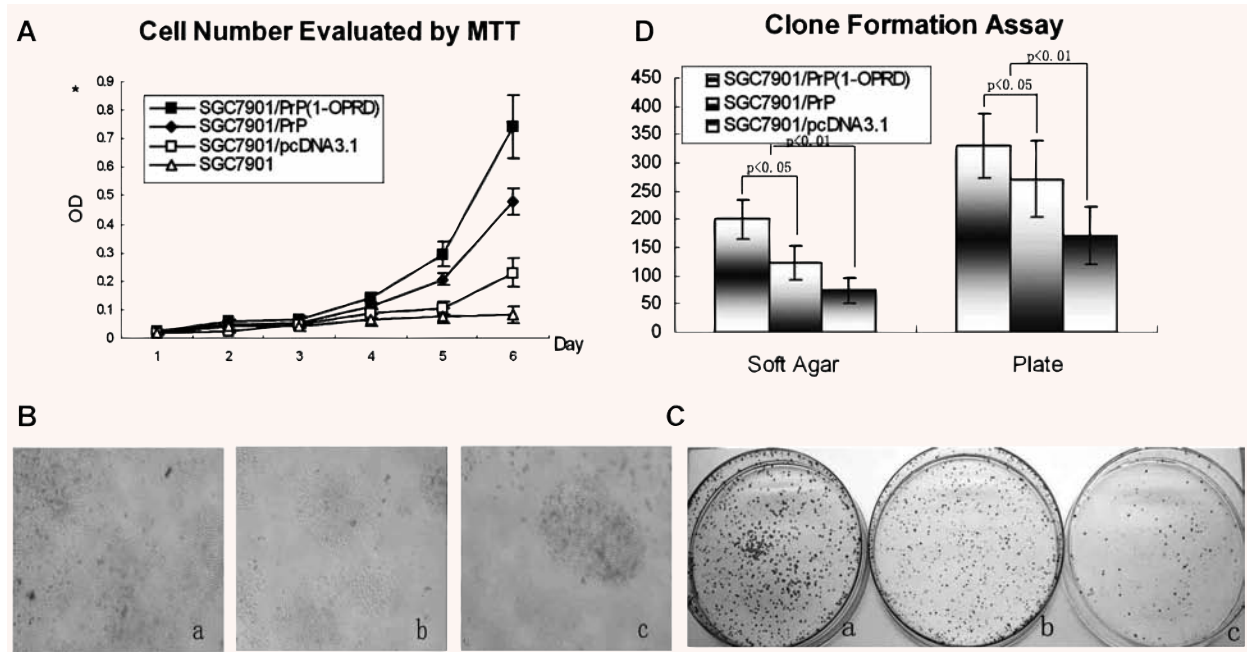 A
Cell Number Evaluated by MTT
*
OD
0.9
0.8
0.7
0.6
0.5
0.4
0.3
0.2
0.1
0
SGC7901/PrP(1-OPRD)
SGC7901/PrP
SGC7901/pcDNA3.1
SGC7901
1 2 3 4 5 6
Day
D
Clone Formation Assay
450
400
350
300
250
200
150
100
50
0
SGC7901/PrP(1-OPRD)
SGC7901/PrP
SGC7901/pcDNA3.1
p<0.01
p<0.05
p<0.01
p<0.05
Soft Agar Plate
B
a b c
C
a b c